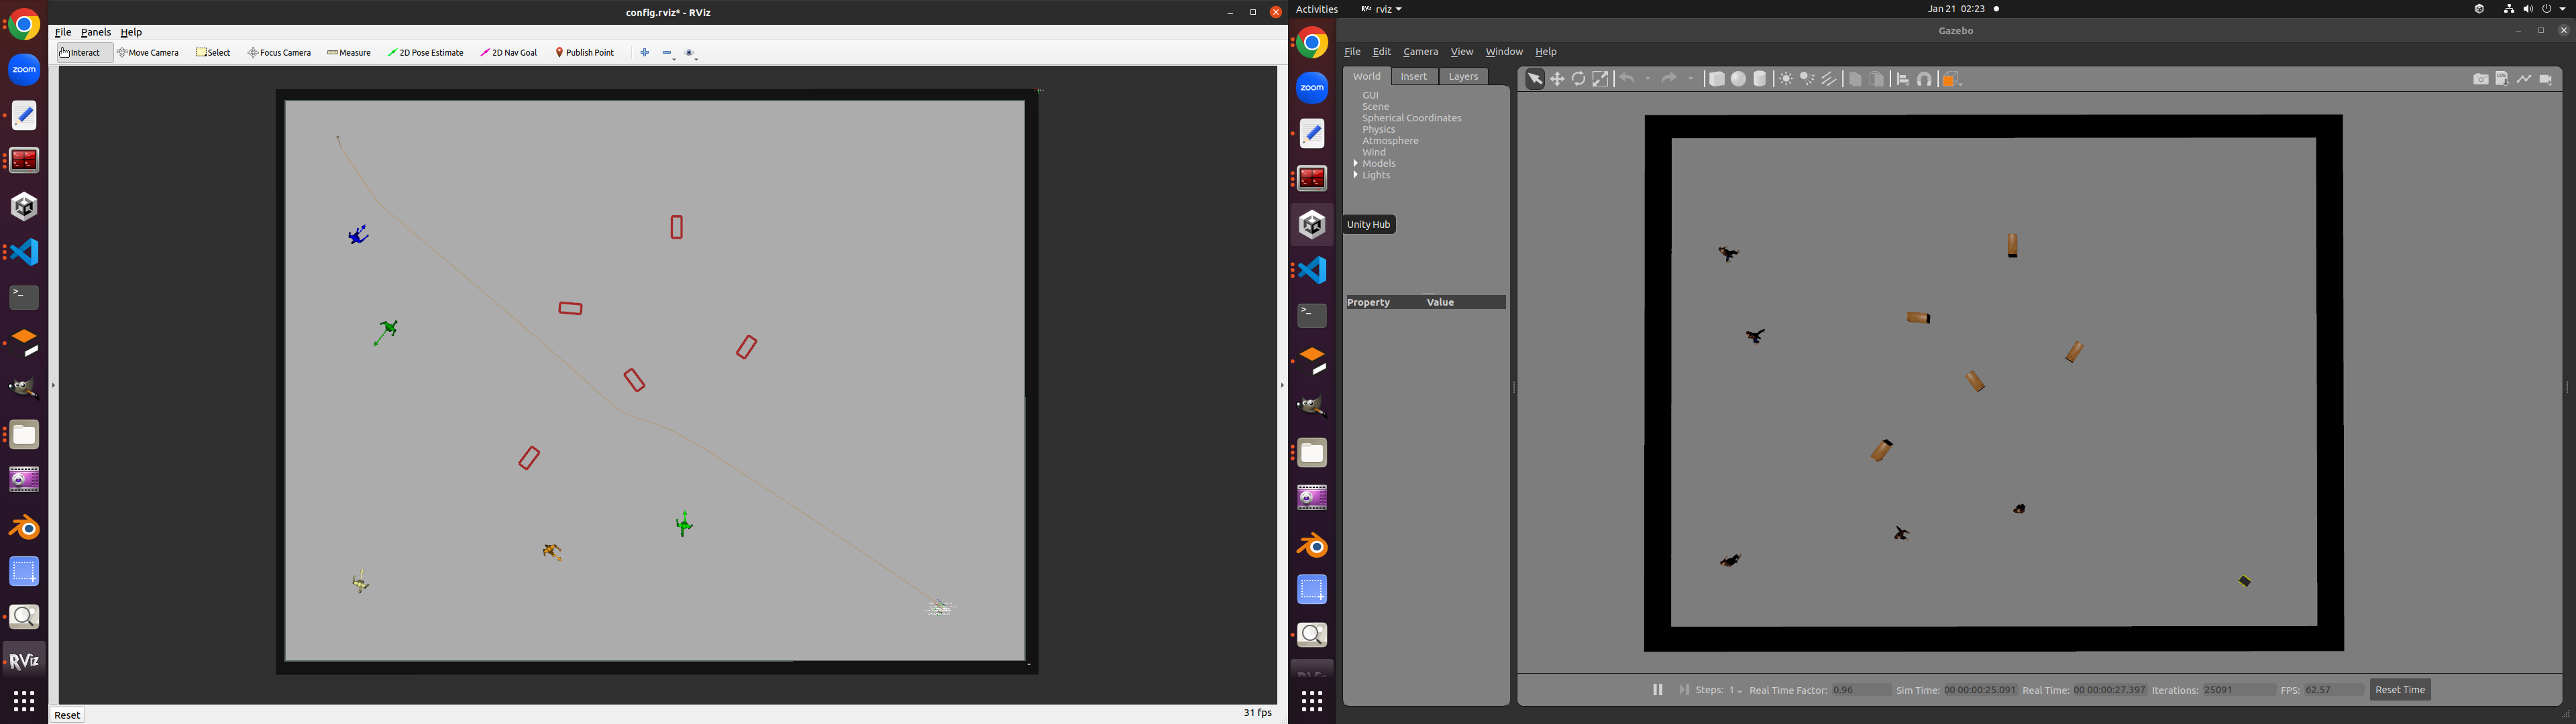 config.rviz* - RViz
File Panels Help
Interact Move Camera Select Focus Camera Measure 2D Pose Estimate 2D Nav Goal Publish Point
zoom
RViz
Reset
31 fps
Activities
rviz
Jan 21 02:23
Gazebo
File Edit Camera View Window Help
World Insert Layers
GUI
Scene
Spherical Coordinates
Physics
Atmosphere
Wind
Models
Lights
zoom
Unity Hub
Property Value
LOG
Steps: 1 Real Time Factor: 0.96 Sim Time: 00 00:00:25.091 Real Time: 00 00:00:27.397 Iterations: 25091 FPS: 62.57 Reset Time